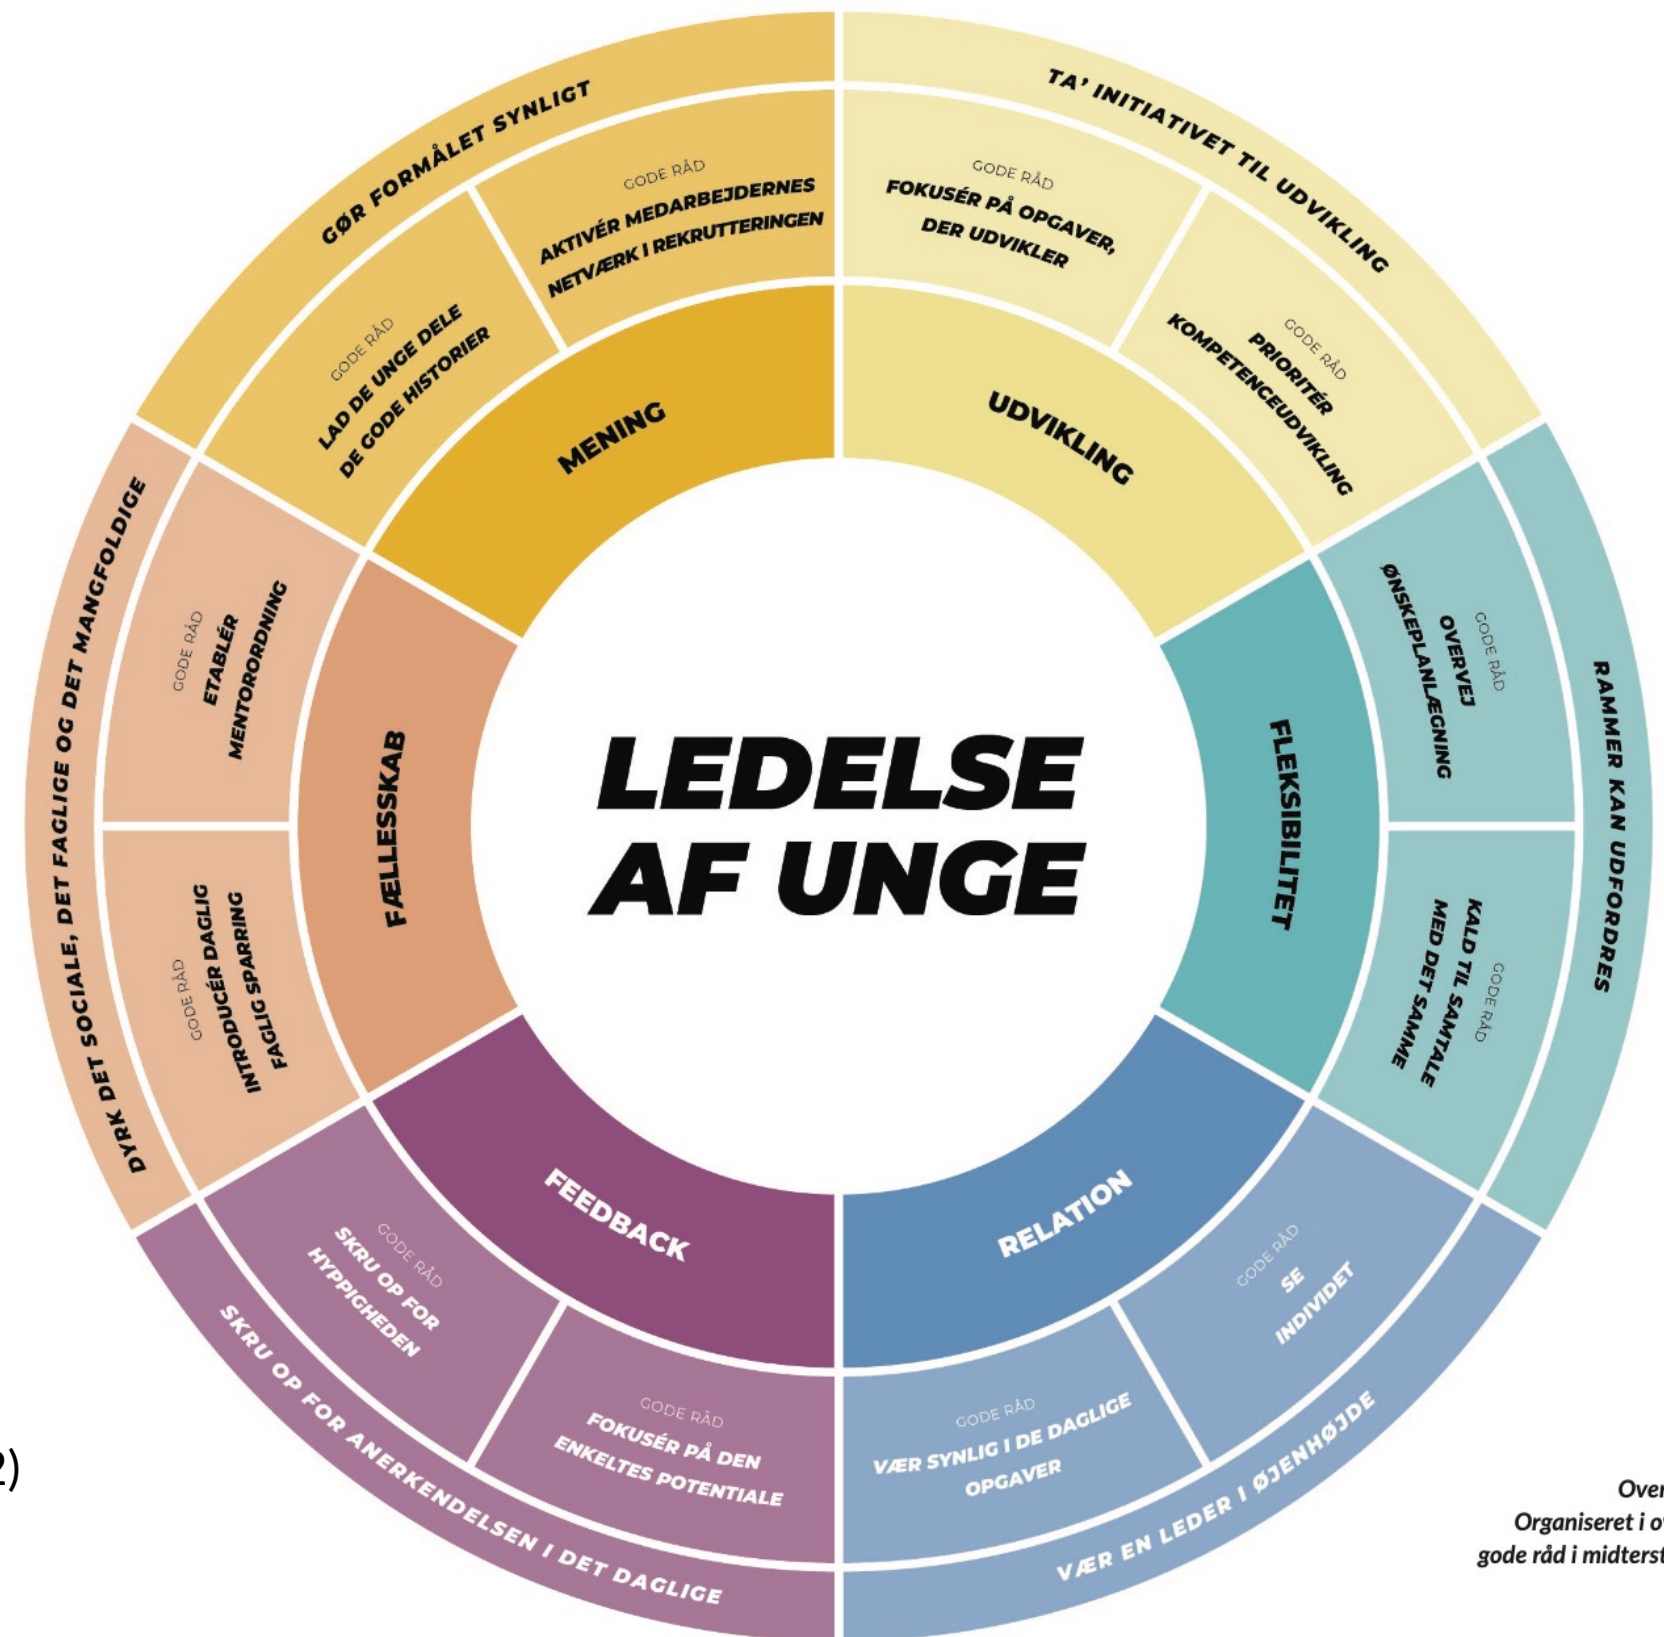 LEDELSE
AF UNGE
TA' INITIATIVET TIL UDVIKLING
GODE RÅD
FOKUSÉR PÅ OPGAVER,
DER UDVIKLER
GODE RÅD
PRIORITÉR
KOMPETENCEUDVIKLING
UDVIKLING
RAMMER KAN UDFORDRES
GODE RÅD
OVERVEJ
ØNSKEPLANLÆGNING
GODE RÅD
KALD TIL SAMTALE
MED DET SAMME
FLEKSIBILITET
GODE RÅD
SE
INDIVIDET
GODE RÅD
VÆR SYNLIG I DE DAGLIGE
OPGAVER
RELATION
VÆR EN LEDER I ØJENHØJDE
FEEDBACK
GODE RÅD
FOKUSÉR PÅ DEN
ENKELTES POTENTIALE
GODE RÅD
SKRU OP FOR
HYPPIGHEDEN
SKRU OP FOR ANERKENDELSEN I DET DAGLIGE
DYRK DET SOCIALE, DET FAGLIGE OG DET MANGFOLDIGE
GODE RÅD
INTRODUCÉR DAGLIG
FAGLIG SPARRING
GODE RÅD
ETABLÉR
MENTORORDNING
FÆLLESSKAB
GØR FORMÅLET SYNLIGT
GODE RÅD
LAD DE UNGE DELE
DE GODE HISTORIER
GODE RÅD
AKTIVÉR MEDARBEJDERNES
NETVÆRK I REKRUTTERINGEN
MENING
2)
Organiseret i
gode råd i